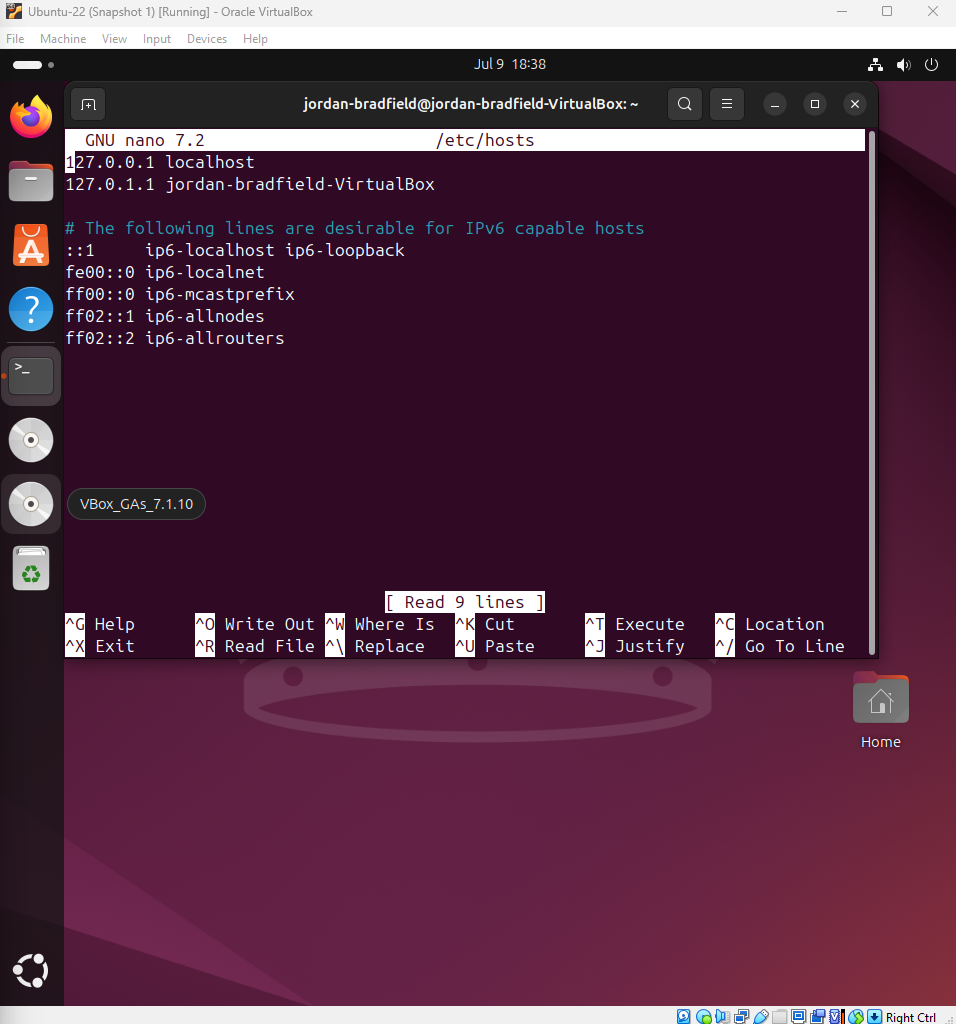 Ubuntu-22 (Snapshot 1) [Running] - Oracle VirtualBox
File Machine View Input Devices Help
Jul 9 18:38
jordan-bradfield@jordan-bradfield-VirtualBox: ~
GNU nano 7.2 /etc/hosts
127.0.0.1 localhost
127.0.1.1 jordan-bradfield-VirtualBox
# The following lines are desirable for IPv6 capable hosts
::1     ip6-localhost ip6-loopback
fe00::0 ip6-localnet
ff00::0 ip6-mcastprefix
ff02::1 ip6-allnodes
ff02::2 ip6-allrouters
VBox_GAs_7.1.10
[ Read 9 lines ]
^G Help ^O Write Out ^W Where Is ^K Cut ^T Execute ^C Location
^X Exit ^R Read File ^\ Replace ^U Paste ^J Justify ^/ Go To Line
Home
Right Ctrl